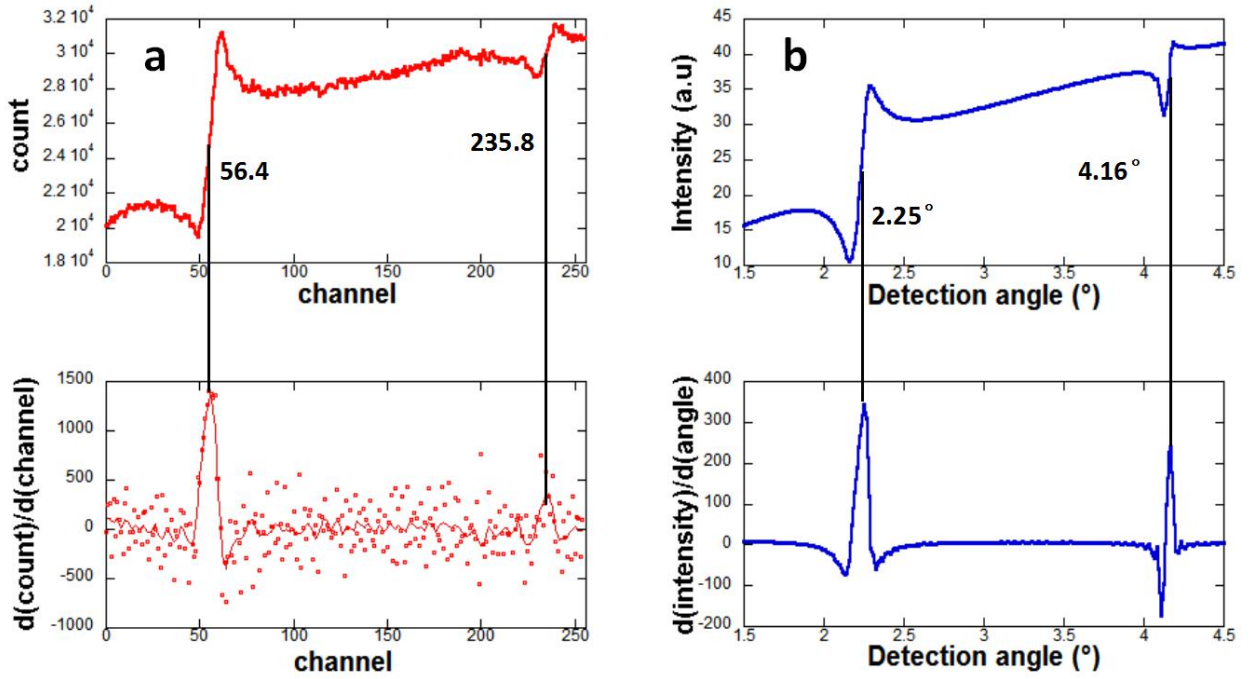 a
3.2 10⁴
3.0 10⁴
2.8 10⁴
2.6 10⁴
2.4 10⁴
2.2 10⁴
2.0 10⁴
1.8 10⁴
count
56.4
235.8
0 50 100 150 200 250
channel
b
45
40
35
30
25
20
15
10
Intensity (a.u)
2.25°
4.16°
1.5 2 2.5 3 3.5 4 4.5
Detection angle (°)
1500
1000
500
0
-500
-1000
d(count)/d(channel)
0 50 100 150 200 250
channel
400
300
200
100
0
-100
-200
d(intensity)/d(angle)
1.5 2 2.5 3 3.5 4 4.5
Detection angle (°)